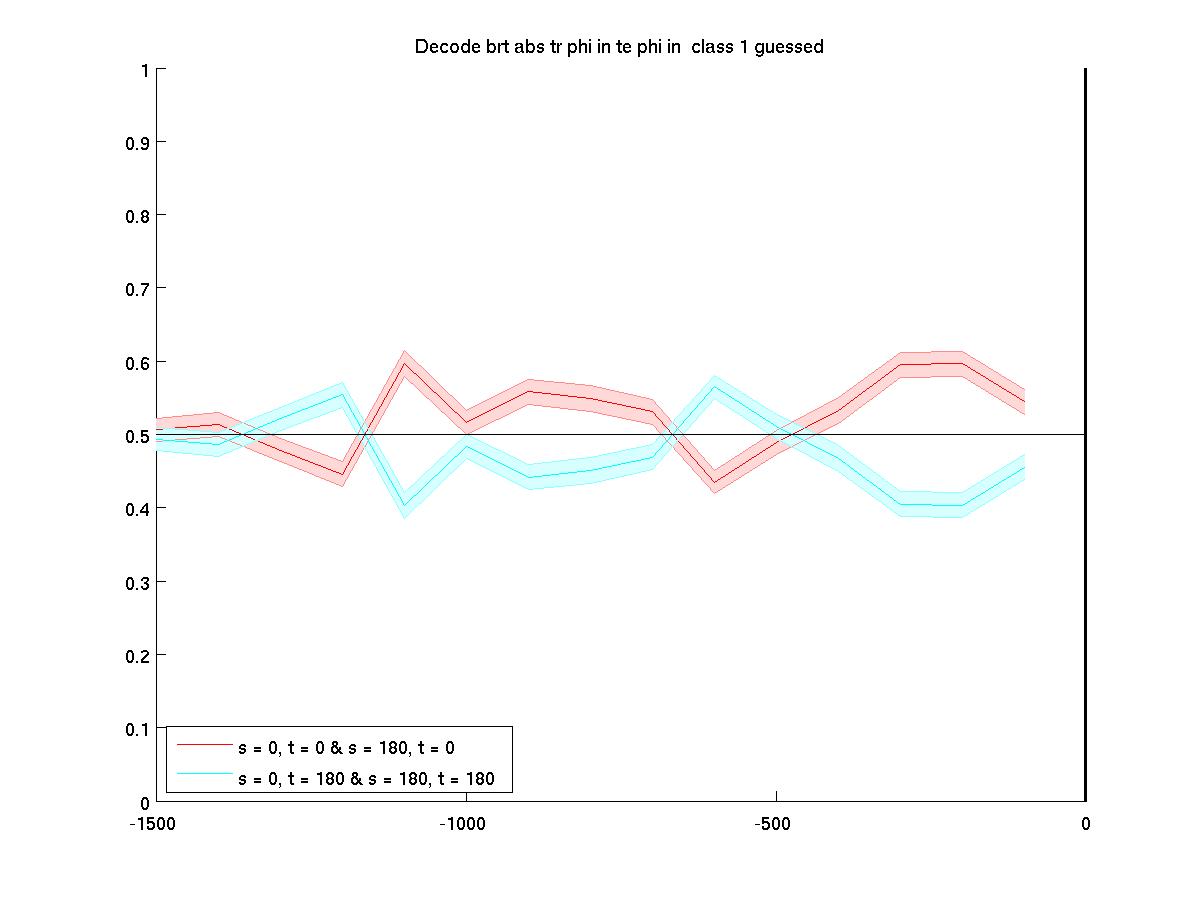 Decode brt abs tr phi in te phi in  class 1 guessed
1
0.9
0.8
0.7
0.6
0.5
0.4
0.3
0.2
0.1
0
s = 0, t = 0 & s = 180, t = 0
s = 0, t = 180 & s = 180, t = 180
-1500 -1000 -500 0